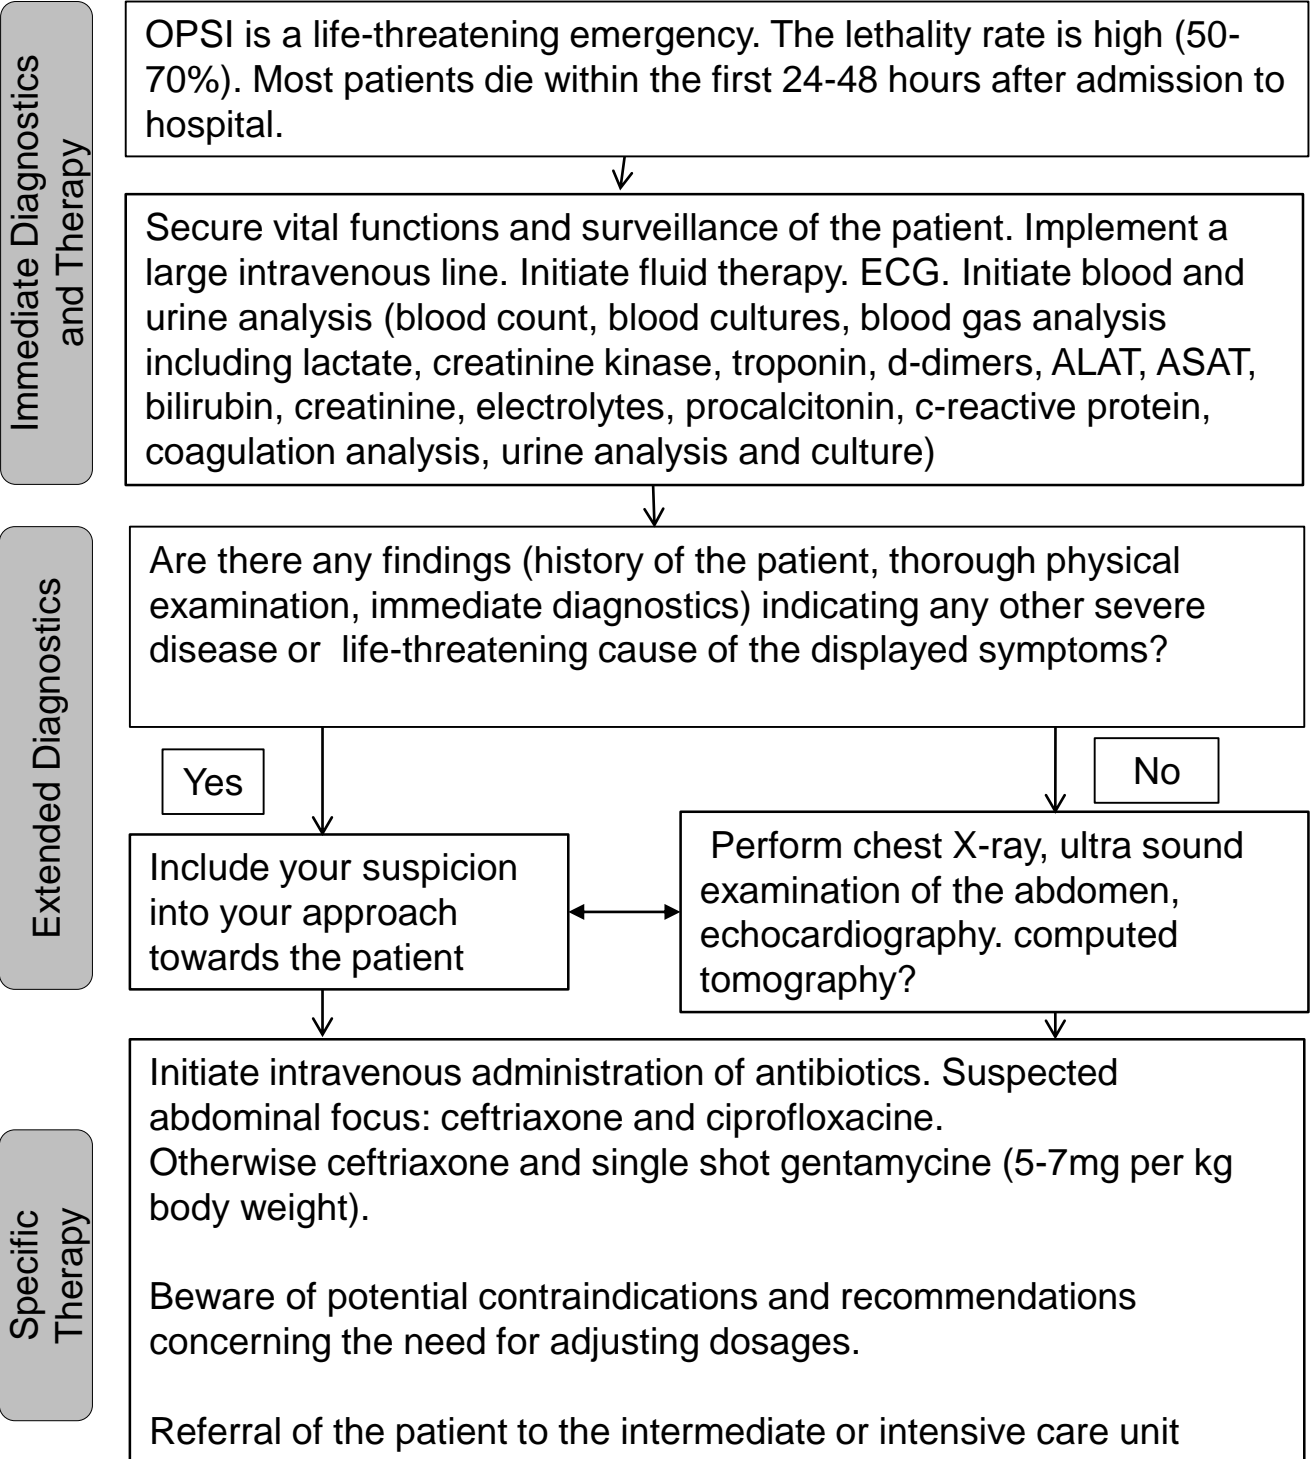 Immediate Diagnostics
and Therapy
OPSI is a life-threatening emergency. The lethality rate is high (50-
70%). Most patients die within the first 24-48 hours after admission to
hospital.
Secure vital functions and surveillance of the patient. Implement a
large intravenous line. Initiate fluid therapy. ECG. Initiate blood and
urine analysis (blood count, blood cultures, blood gas analysis
including lactate, creatinine kinase, troponin, d-dimers, ALAT, ASAT,
bilirubin, creatinine, electrolytes, procalcitonin, c-reactive protein,
coagulation analysis, urine analysis and culture)
Extended Diagnostics
Are there any findings (history of the patient, thorough physical
examination, immediate diagnostics) indicating any other severe
disease or  life-threatening cause of the displayed symptoms?
Yes
No
Include your suspicion
into your approach
towards the patient
Perform chest X-ray, ultra sound
examination of the abdomen,
echocardiography. computed
tomography?
Specific
Therapy
Initiate intravenous administration of antibiotics. Suspected
abdominal focus: ceftriaxone and ciprofloxacine.
Otherwise ceftriaxone and single shot gentamycine (5-7mg per kg
body weight).
Beware of potential contraindications and recommendations
concerning the need for adjusting dosages.
Referral of the patient to the intermediate or intensive care unit